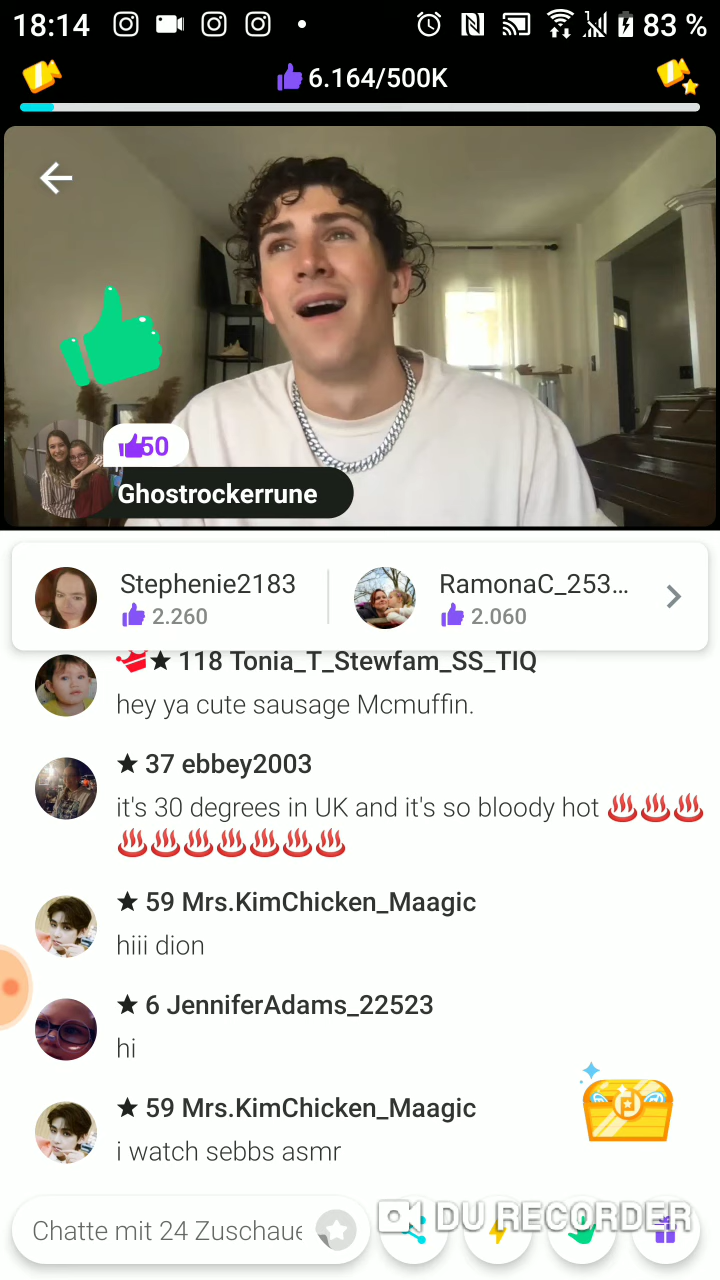 18:14
83 %
6.164/500K
50
Ghostrockerrune
Stephenie2183
RamonaC_253...
2.260
2.060
118 Tonia_T_Stewfam_SS_TIQ
hey ya cute sausage Mcmuffin.
37 ebbey2003
it's 30 degrees in UK and it's so bloody hot ♨️♨️♨️
♨️♨️♨️♨️♨️♨️♨️
59 Mrs.KimChicken_Maagic
hiii dion
6 JenniferAdams_22523
hi
59 Mrs.KimChicken_Maagic
i watch sebbs asmr
Chatte mit 24 Zuschaue
DU RECORDER